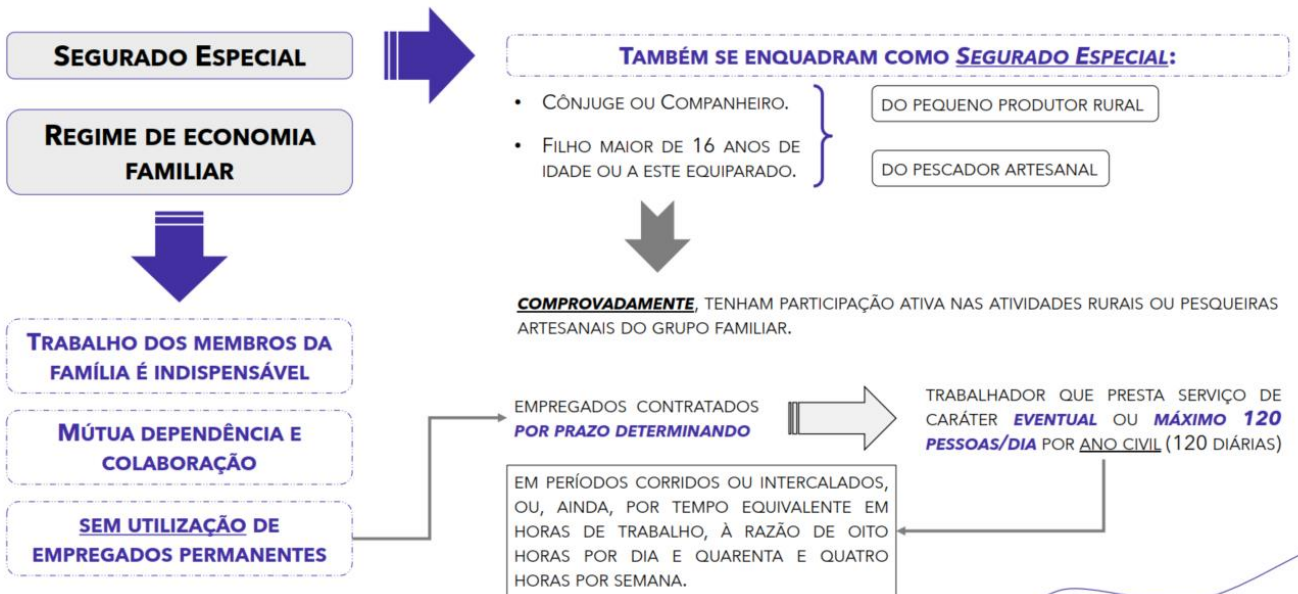 SEGURADO ESPECIAL
REGIME DE ECONOMIA
FAMILIAR
TRABALHO DOS MEMBROS DA
FAMÍLIA É INDISPENSÁVEL
MÚTUA DEPENDÊNCIA E
COLABORAÇÃO
SEM UTILIZAÇÃO DE
EMPREGADOS PERMANENTES
TAMBÉM SE ENQUADRAM COMO SEGURADO ESPECIAL:
• CÔNJUGE OU COMPANHEIRO.
• FILHO MAIOR DE 16 ANOS DE
IDADE OU A ESTE EQUIPARADO.
DO PEQUENO PRODUTOR RURAL
DO PESCADOR ARTESANAL
COMPROVADAMENTE, TENHAM PARTICIPAÇÃO ATIVA NAS ATIVIDADES RURAIS OU PESQUEIRAS
ARTESANAIS DO GRUPO FAMILIAR.
EMPREGADOS CONTRATADOS
POR PRAZO DETERMINANDO
TRABALHADOR QUE PRESTA SERVIÇO DE
CARÁTER EVENTUAL OU MÁXIMO 120
PESSOAS/DIA POR ANO CIVIL (120 DIÁRIAS)
EM PERÍODOS CORRIDOS OU INTERCALADOS,
OU, AINDA, POR TEMPO EQUIVALENTE EM
HORAS DE TRABALHO, À RAZÃO DE OITO
HORAS POR DIA E QUARENTA E QUATRO
HORAS POR SEMANA.